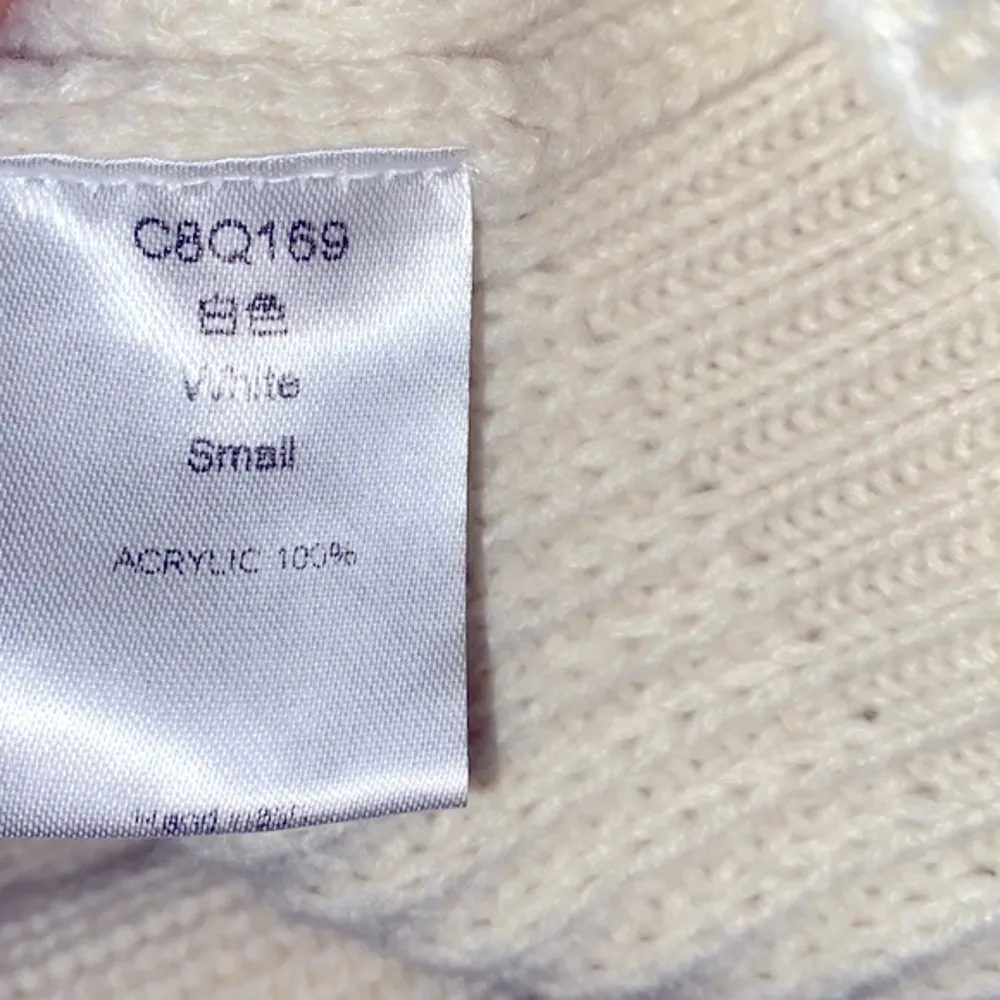 C8Q169
白色
White
Small
ACRYLIC 100%